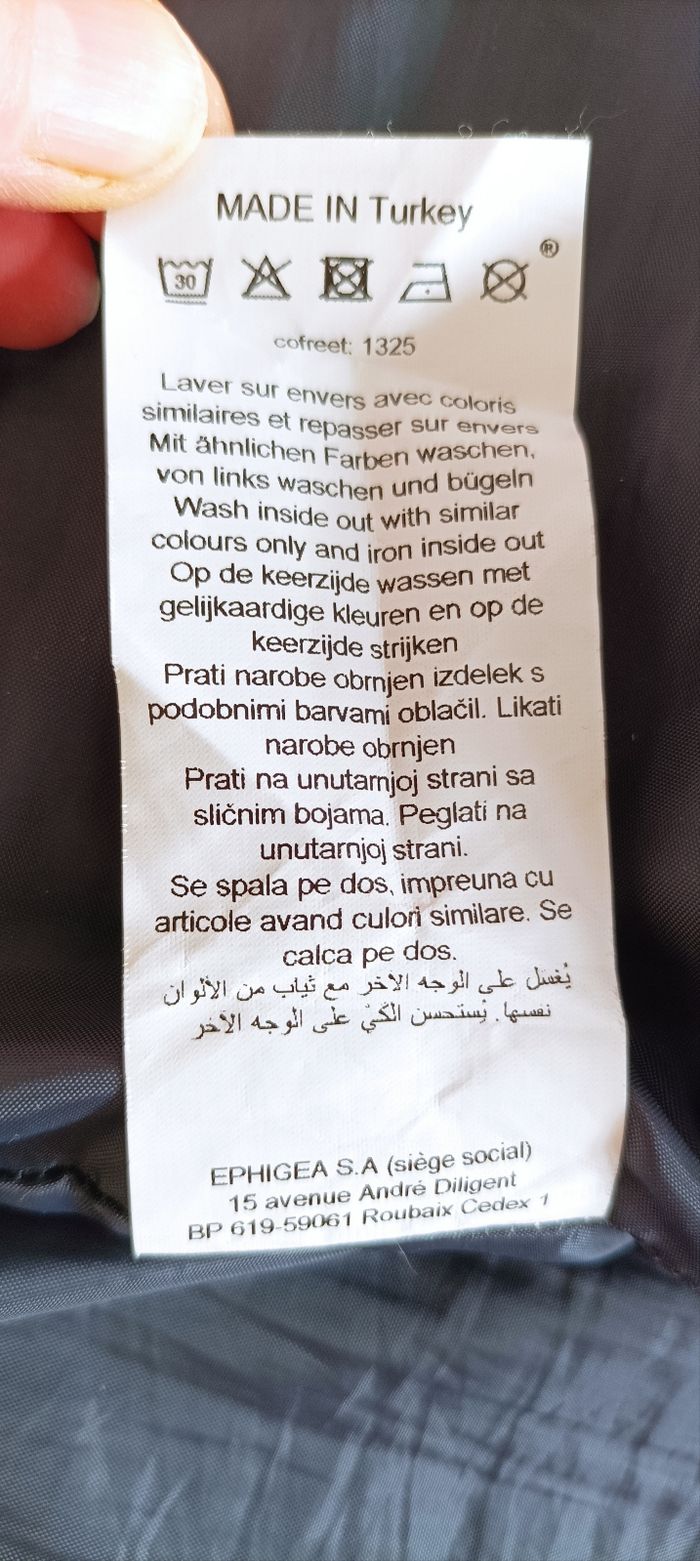 MADE IN Turkey
30
®
cofreet: 1325
Laver sur envers avec coloris
similaires et repasser sur envers
Mit ähnlichen Farben waschen,
von links waschen und bügeln
Wash inside out with similar
colours only and iron inside out
Op de keerzijde wassen met
gelijkaardige kleuren en op de
keerzijde strijken
Prati narobe obrnjen izdelek s
podobnimi barvami oblačil. Likati
narobe obrnjen
Prati na unutarnjoj strani sa
sličnim bojama. Peglati na
unutarnjoj strani.
Se spala pe dos, impreuna cu
articole avand culori similare. Se
calca pe dos.
يُغسَل على الوجه الآخر مع ثياب من الألوان
نفسها. يُستحسن الكَيّ على الوجه الآخر
EPHIGEA S.A (siège social)
15 avenue André Diligent
BP 619-59061 Roubaix Cedex 1